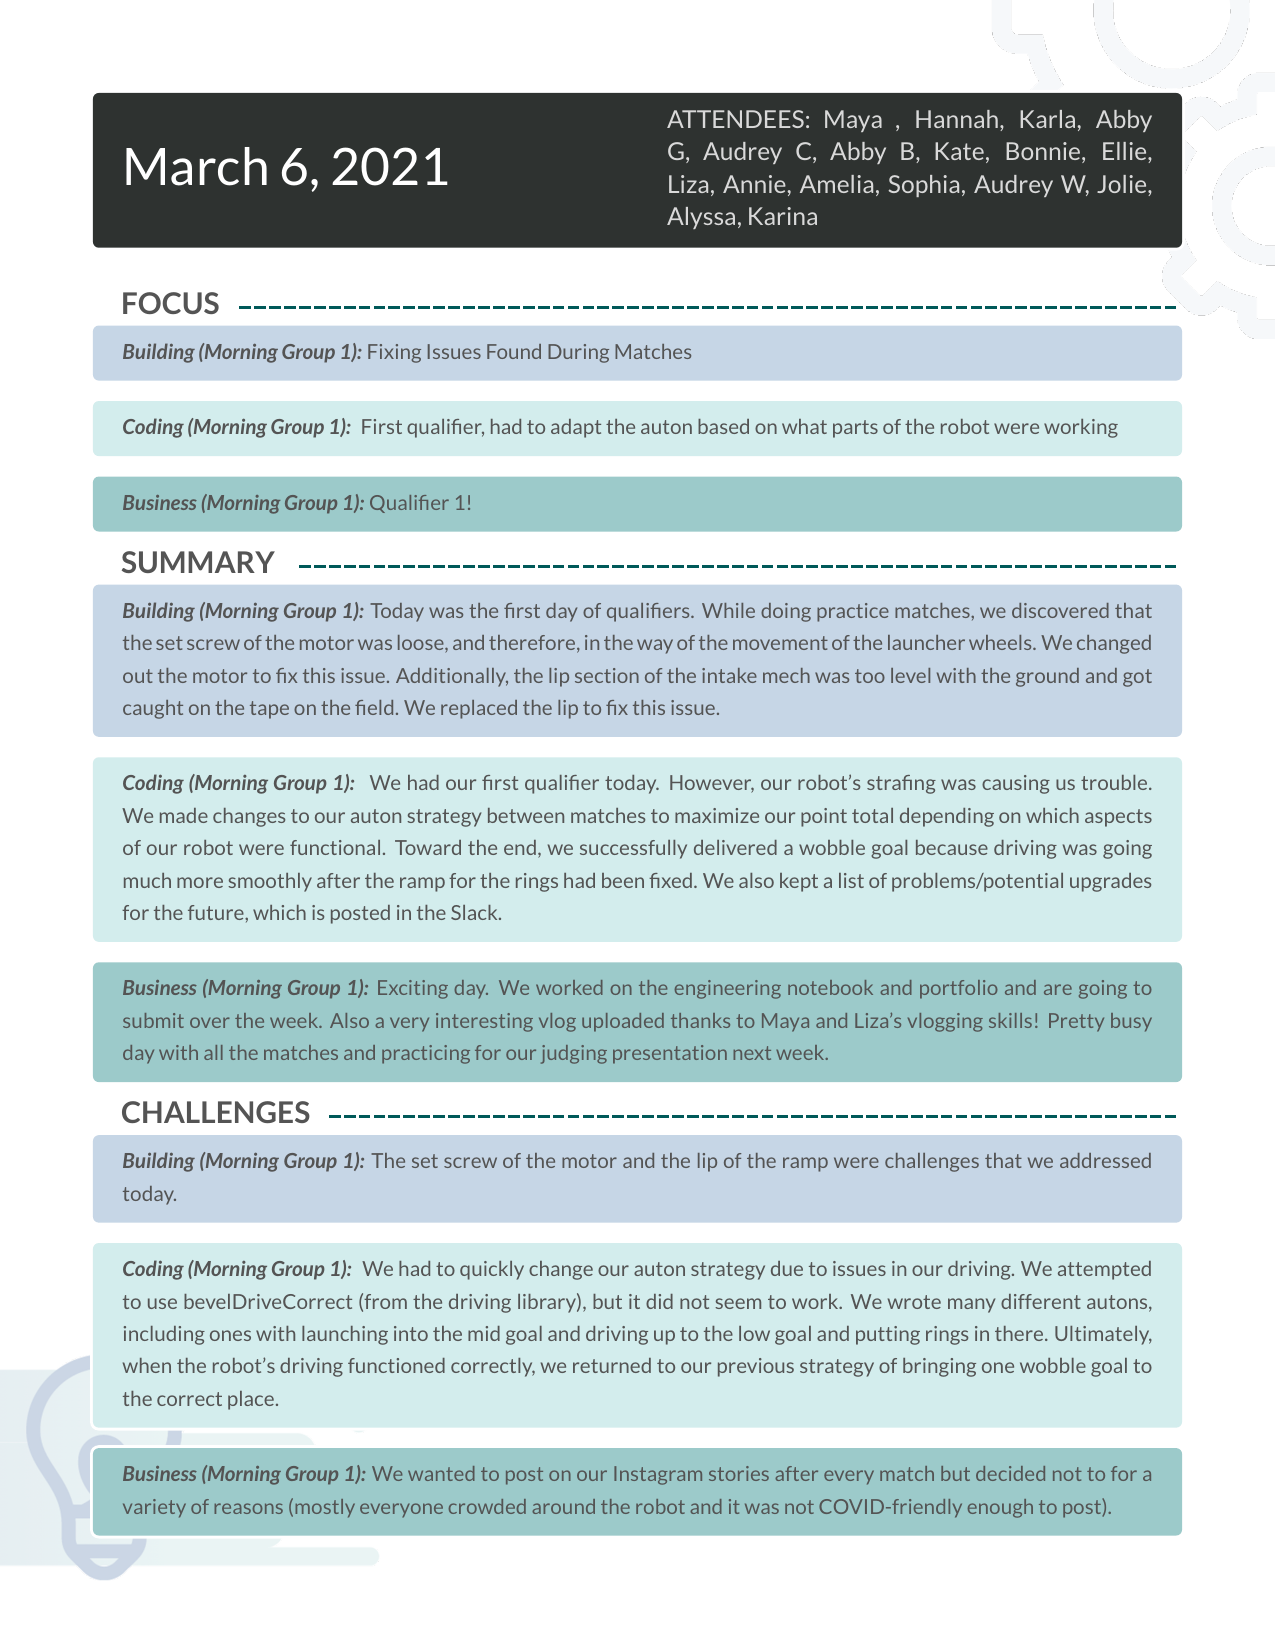 March 6, 2021
ATTENDEES: Maya , Hannah, Karla, Abby
G, Audrey C, Abby B, Kate, Bonnie, Ellie,
Liza, Annie, Amelia, Sophia, Audrey W, Jolie,
Alyssa, Karina
FOCUS
Building (Morning Group 1): Fixing Issues Found During Matches
Coding (Morning Group 1): First qualifier, had to adapt the auton based on what parts of the robot were working
Business (Morning Group 1): Qualifier 1!
SUMMARY
Building (Morning Group 1): Today was the first day of qualifiers. While doing practice matches, we discovered that
the set screw of the motor was loose, and therefore, in the way of the movement of the launcher wheels. We changed
out the motor to fix this issue. Additionally, the lip section of the intake mech was too level with the ground and got
caught on the tape on the field. We replaced the lip to fix this issue.
Coding (Morning Group 1): We had our first qualifier today. However, our robot’s strafing was causing us trouble.
We made changes to our auton strategy between matches to maximize our point total depending on which aspects
of our robot were functional. Toward the end, we successfully delivered a wobble goal because driving was going
much more smoothly after the ramp for the rings had been fixed. We also kept a list of problems/potential upgrades
for the future, which is posted in the Slack.
Business (Morning Group 1): Exciting day. We worked on the engineering notebook and portfolio and are going to
submit over the week. Also a very interesting vlog uploaded thanks to Maya and Liza’s vlogging skills! Pretty busy
day with all the matches and practicing for our judging presentation next week.
CHALLENGES
Building (Morning Group 1): The set screw of the motor and the lip of the ramp were challenges that we addressed
today.
Coding (Morning Group 1): We had to quickly change our auton strategy due to issues in our driving. We attempted
to use bevelDriveCorrect (from the driving library), but it did not seem to work. We wrote many different autons,
including ones with launching into the mid goal and driving up to the low goal and putting rings in there. Ultimately,
when the robot’s driving functioned correctly, we returned to our previous strategy of bringing one wobble goal to
the correct place.
Business (Morning Group 1): We wanted to post on our Instagram stories after every match but decided not to for a
variety of reasons (mostly everyone crowded around the robot and it was not COVID-friendly enough to post).